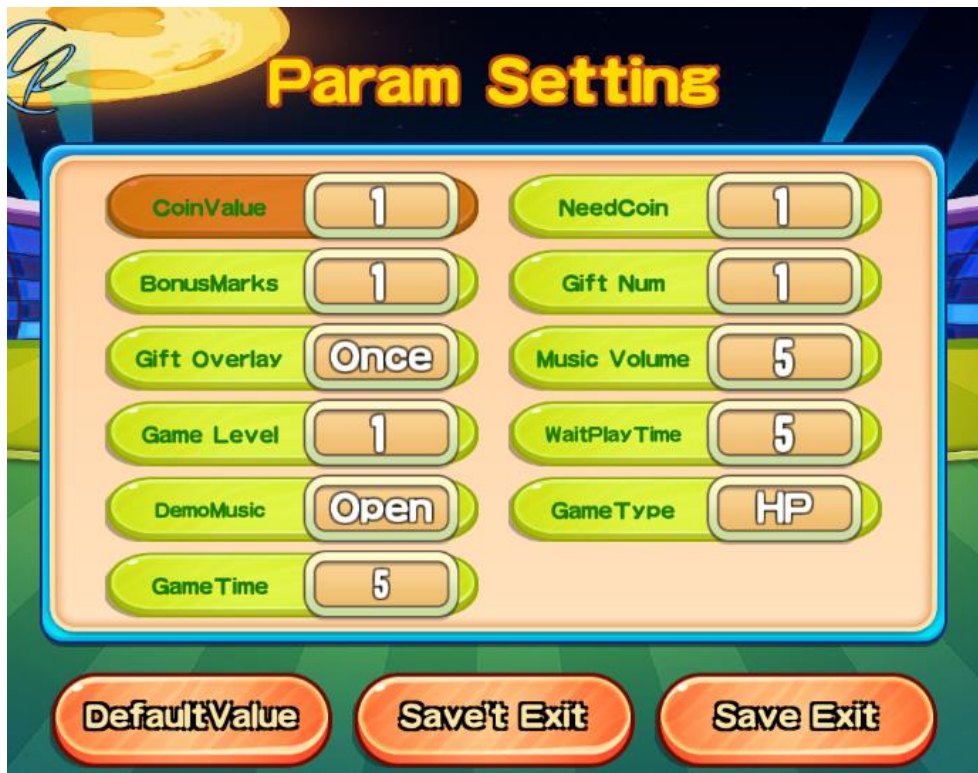 Param Setting
CoinValue 1 NeedCoin 1
BonusMarks 1 Gift Num 1
Gift Overlay Once Music Volume 5
Game Level 1 WaitPlayTime 5
DemoMusic Open GameType HP
GameTime 5
DefaultValue Save't Exit Save Exit